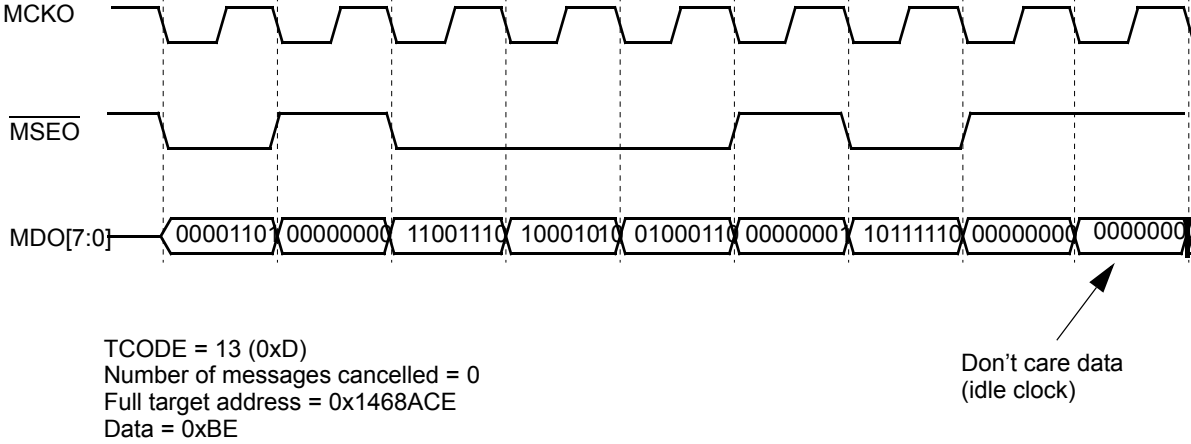 MCKO
MSEO
MDO[7:0] 00001101 00000000 11001110 10001010 01000110 00000001 10111110 00000000 0000000
TCODE = 13 (0xD)
Number of messages cancelled = 0
Full target address = 0x1468ACE
Data = 0xBE
Don't care data
(idle clock)